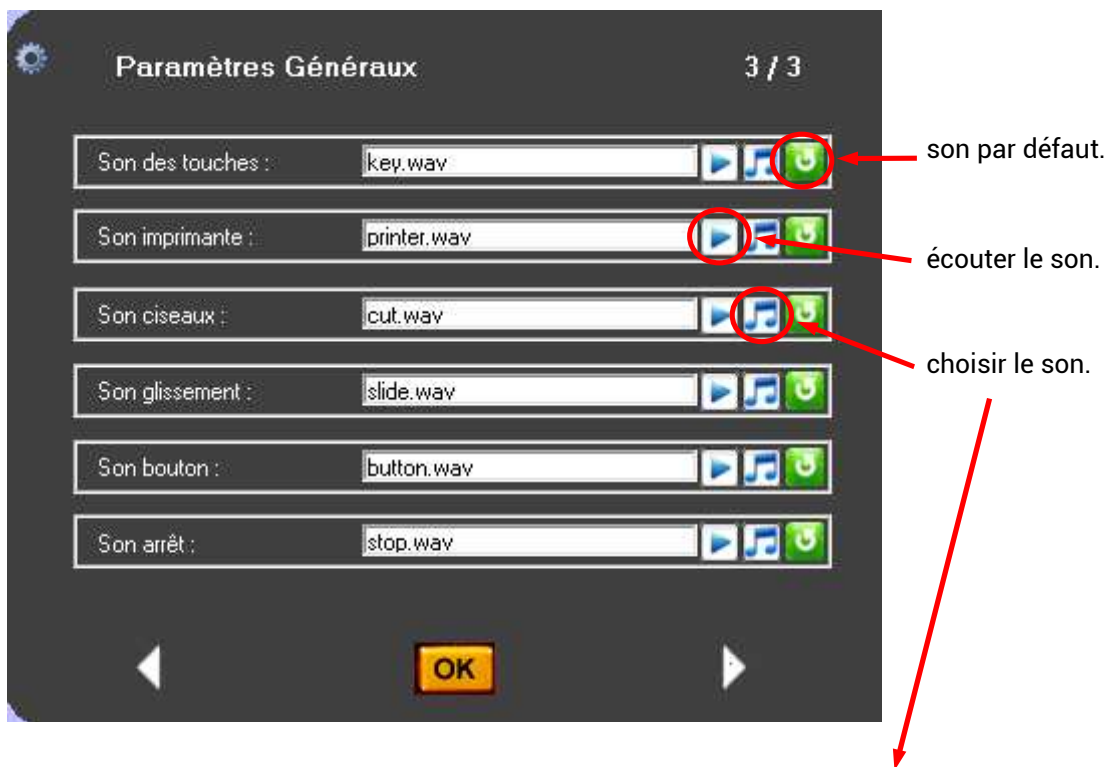 Paramètres Généraux 3 / 3
Son des touches : key.wav
son par défaut.
Son imprimante : printer.wav
écouter le son.
Son ciseaux : cut.wav
choisir le son.
Son glissement : slide.wav
Son bouton : button.wav
Son arrêt : stop.wav
OK